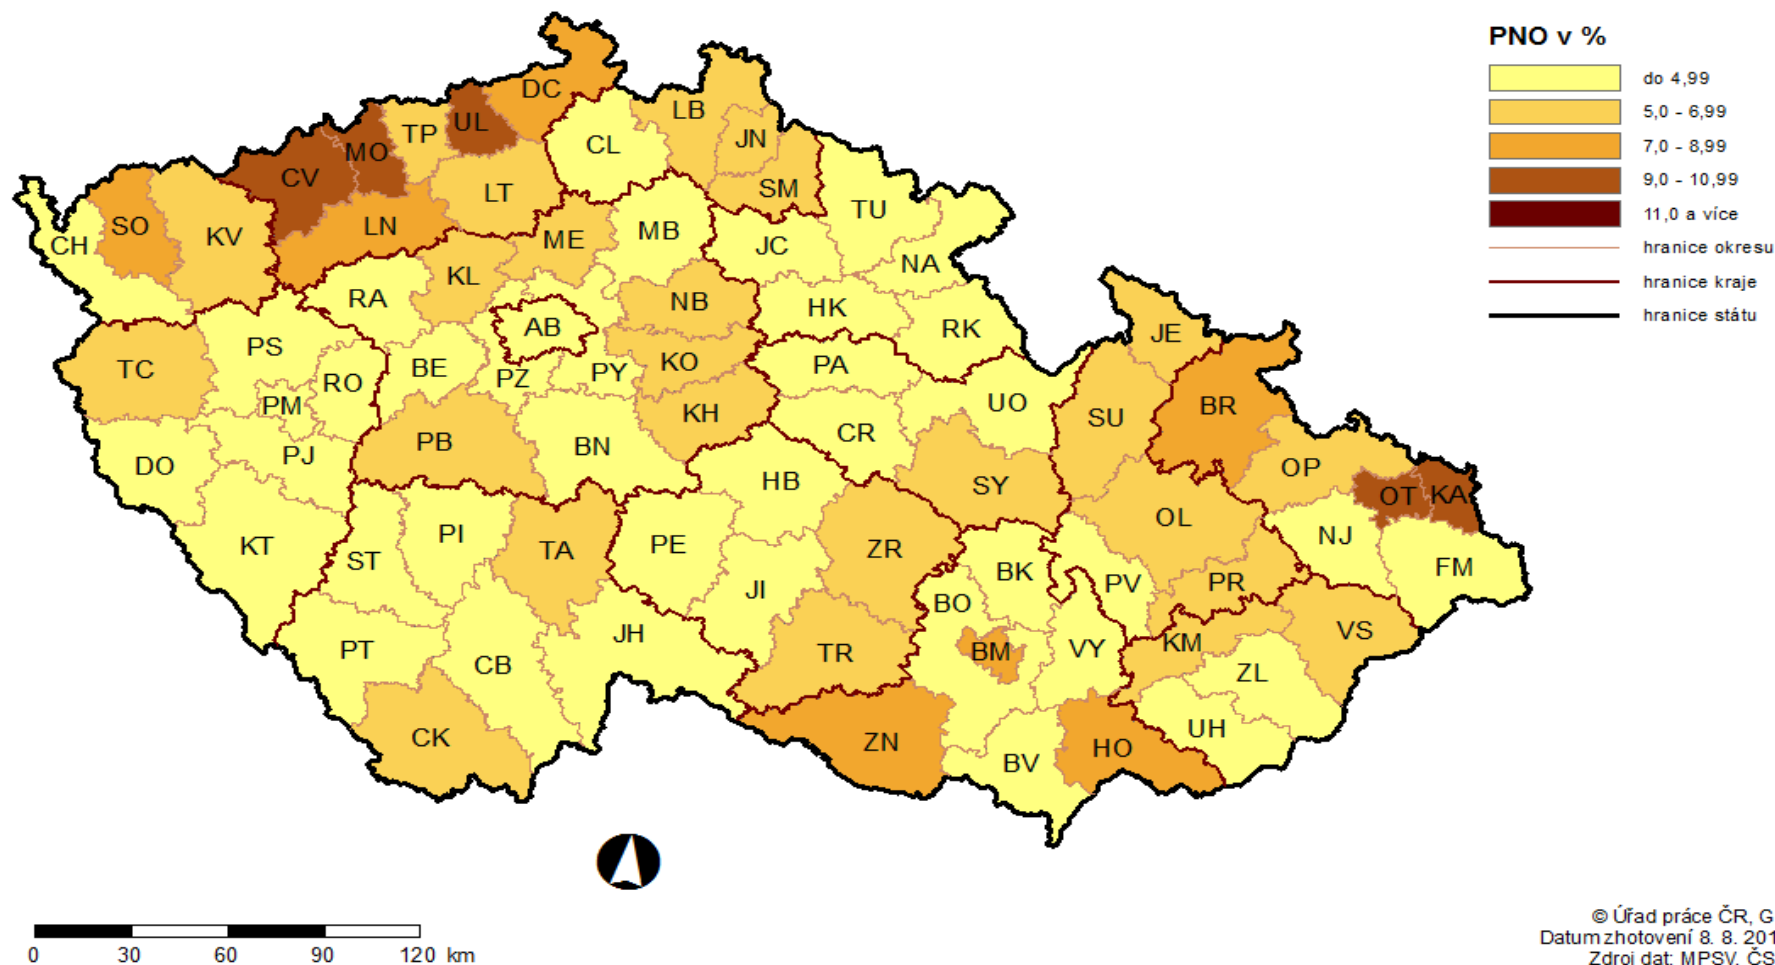 PNO v %
do 4,99
5,0 - 6,99
7,0 - 8,99
9,0 - 10,99
11,0 a více
hranice okresu
hranice kraje
hranice státu
DC
UL
TP
MO
CV
LN
LT
CL
LB
JN
SM
TU
SO
KV
CH
ME
MB
JC
NA
KL
RA
NB
HK
RK
AB
PS
TC
RO
BE
PZ
PY
KO
PA
JE
PM
KH
UO
SU
BR
PB
BN
CR
DO
PJ
HB
SY
OP
OT
KA
OL
KT
ST
PI
TA
PE
ZR
NJ
FM
BK
PV
PR
JI
BO
PT
CB
JH
TR
BM
VY
KM
VS
ZL
CK
ZN
BV
HO
UH
0 30 60 90 120 km
© Úřad práce ČR, G
Datum zhotovení 8. 8. 201
Zdroj dat: MPSV, ČS